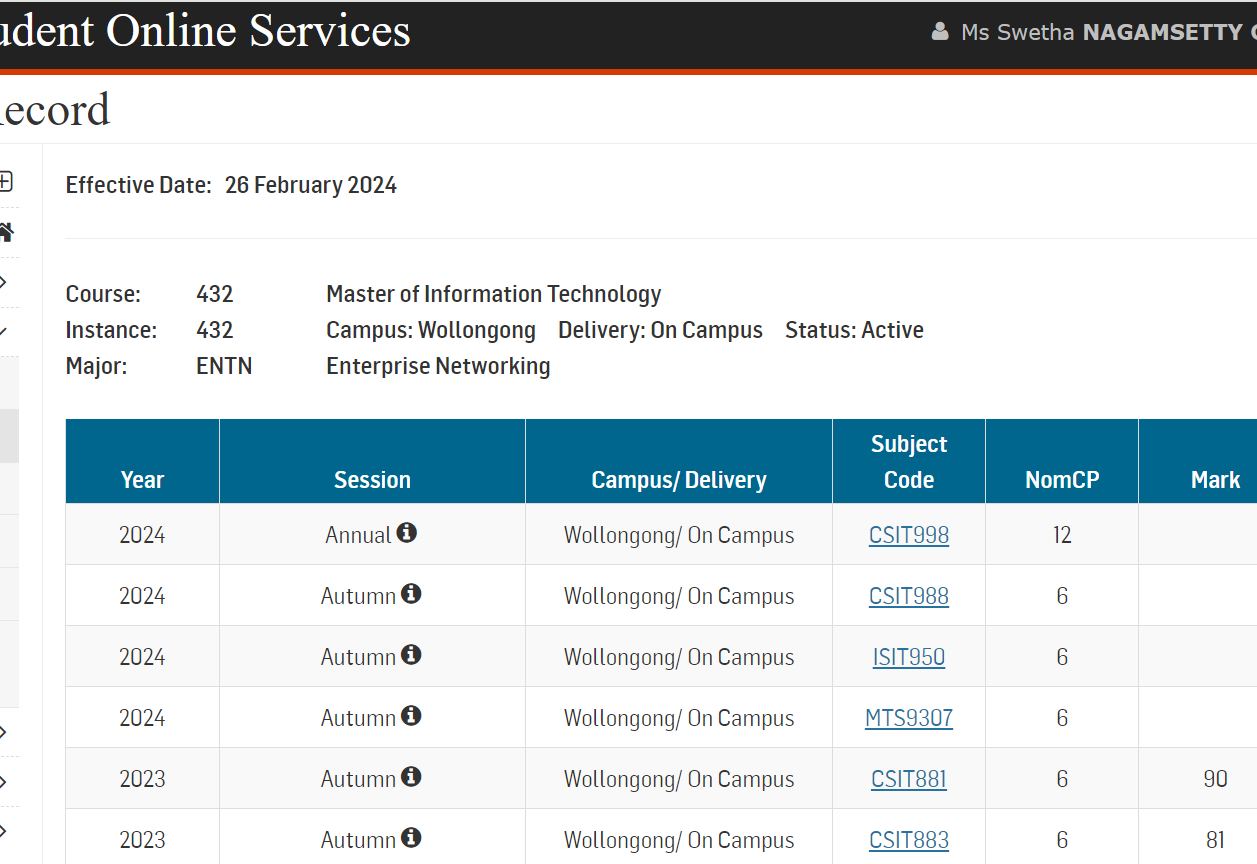 udent Online Services
Ms Swetha NAGAMSETTY
ecord
Effective Date: 26 February 2024
Course: 432 Master of Information Technology
Instance: 432 Campus: Wollongong Delivery: On Campus Status: Active
Major: ENTN Enterprise Networking
Year Session Campus/ Delivery Subject Code NomCP Mark
2024 Annual Wollongong/ On Campus CSIT998 12
2024 Autumn Wollongong/ On Campus CSIT988 6
2024 Autumn Wollongong/ On Campus ISIT950 6
2024 Autumn Wollongong/ On Campus MTS9307 6
2023 Autumn Wollongong/ On Campus CSIT881 6 90
2023 Autumn Wollongong/ On Campus CSIT883 6 81